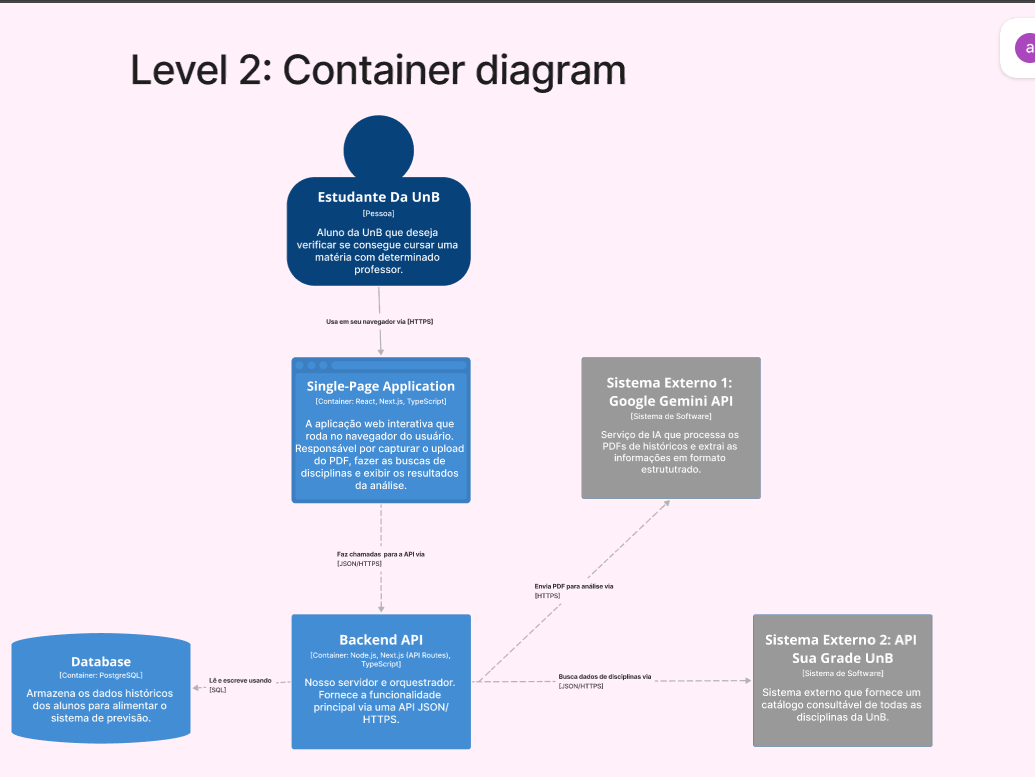 Level 2: Container diagram
a
Estudante Da UnB
[Pessoa]
Aluno da UnB que deseja
verificar se consegue cursar uma
matéria com determinado
professor.
Usa em seu navegador via [HTTPS]
Single-Page Application
[Container: React, Next.js, TypeScript]
A aplicação web interativa que
roda no navegador do usuário.
Responsável por capturar o upload
do PDF, fazer as buscas de
disciplinas e exibir os resultados
da análise.
Sistema Externo 1:
Google Gemini API
[Sistema de Software]
Serviço de IA que processa os
PDFs de históricos e extrai as
informações em formato
estrututrado.
Faz chamadas para a API via
[JSON/HTTPS]
Envia PDF para análise via
[HTTPS]
Database
[Container: PostgreSQL]
Armazena os dados históricos
dos alunos para alimentar o
sistema de previsão.
Lê e escreve usando
[SQL]
Backend API
[Container: Node.js, Next.js (API Routes),
TypeScript]
Nosso servidor e orquestrador.
Fornece a funcionalidade
principal via uma API JSON/
HTTPS.
Busca dados de disciplinas via
[JSON/HTTPS]
Sistema Externo 2: API
Sua Grade UnB
[Sistema de Software]
Sistema externo que fornece um
catálogo consultável de todas as
disciplinas da UnB.